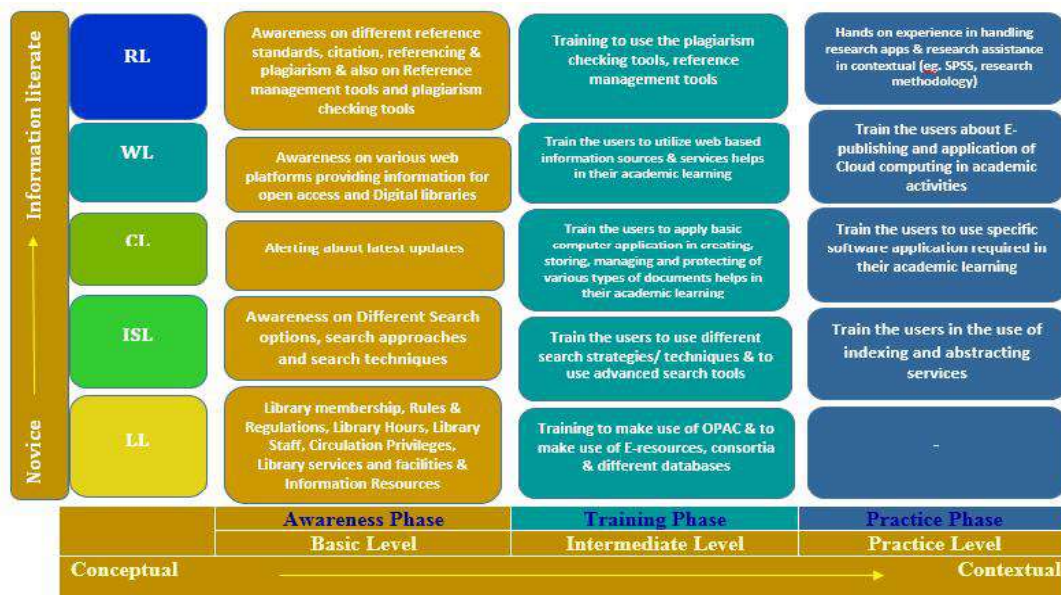 Information literate
Novice
RL
Awareness on different reference
standards, citation, referencing &
plagiarism & also on Reference
management tools and plagiarism
checking tools
Training to use the plagiarism
checking tools, reference
management tools
Hands on experience in handling
research apps & research assistance
in contextual (eg. SPSS, research
methodology)
WL
Awareness on various web
platforms providing information for
open access and Digital libraries
Train the users to utilize web based
information sources & services helps
in their academic learning
Train the users about E-
publishing and application of
Cloud computing in academic
activities
CL
Alerting about latest updates
Train the users to apply basic
computer application in creating,
storing, managing and protecting of
various types of documents helps in
their academic learning
Train the users to use specific
software application required in
their academic learning
ISL
Awareness on Different Search
options, search approaches
and search techniques
Train the users to use different
search strategies/ techniques & to
use advanced search tools
Train the users in the use of
indexing and abstracting
services
LL
Library membership, Rules &
Regulations, Library Hours, Library
Staff, Circulation Privileges,
Library services and facilities &
Information Resources
Training to make use of OPAC & to
make use of E-resources, consortia
& different databases
-
Awareness Phase
Training Phase
Practice Phase
Basic Level
Intermediate Level
Practice Level
Conceptual
Contextual